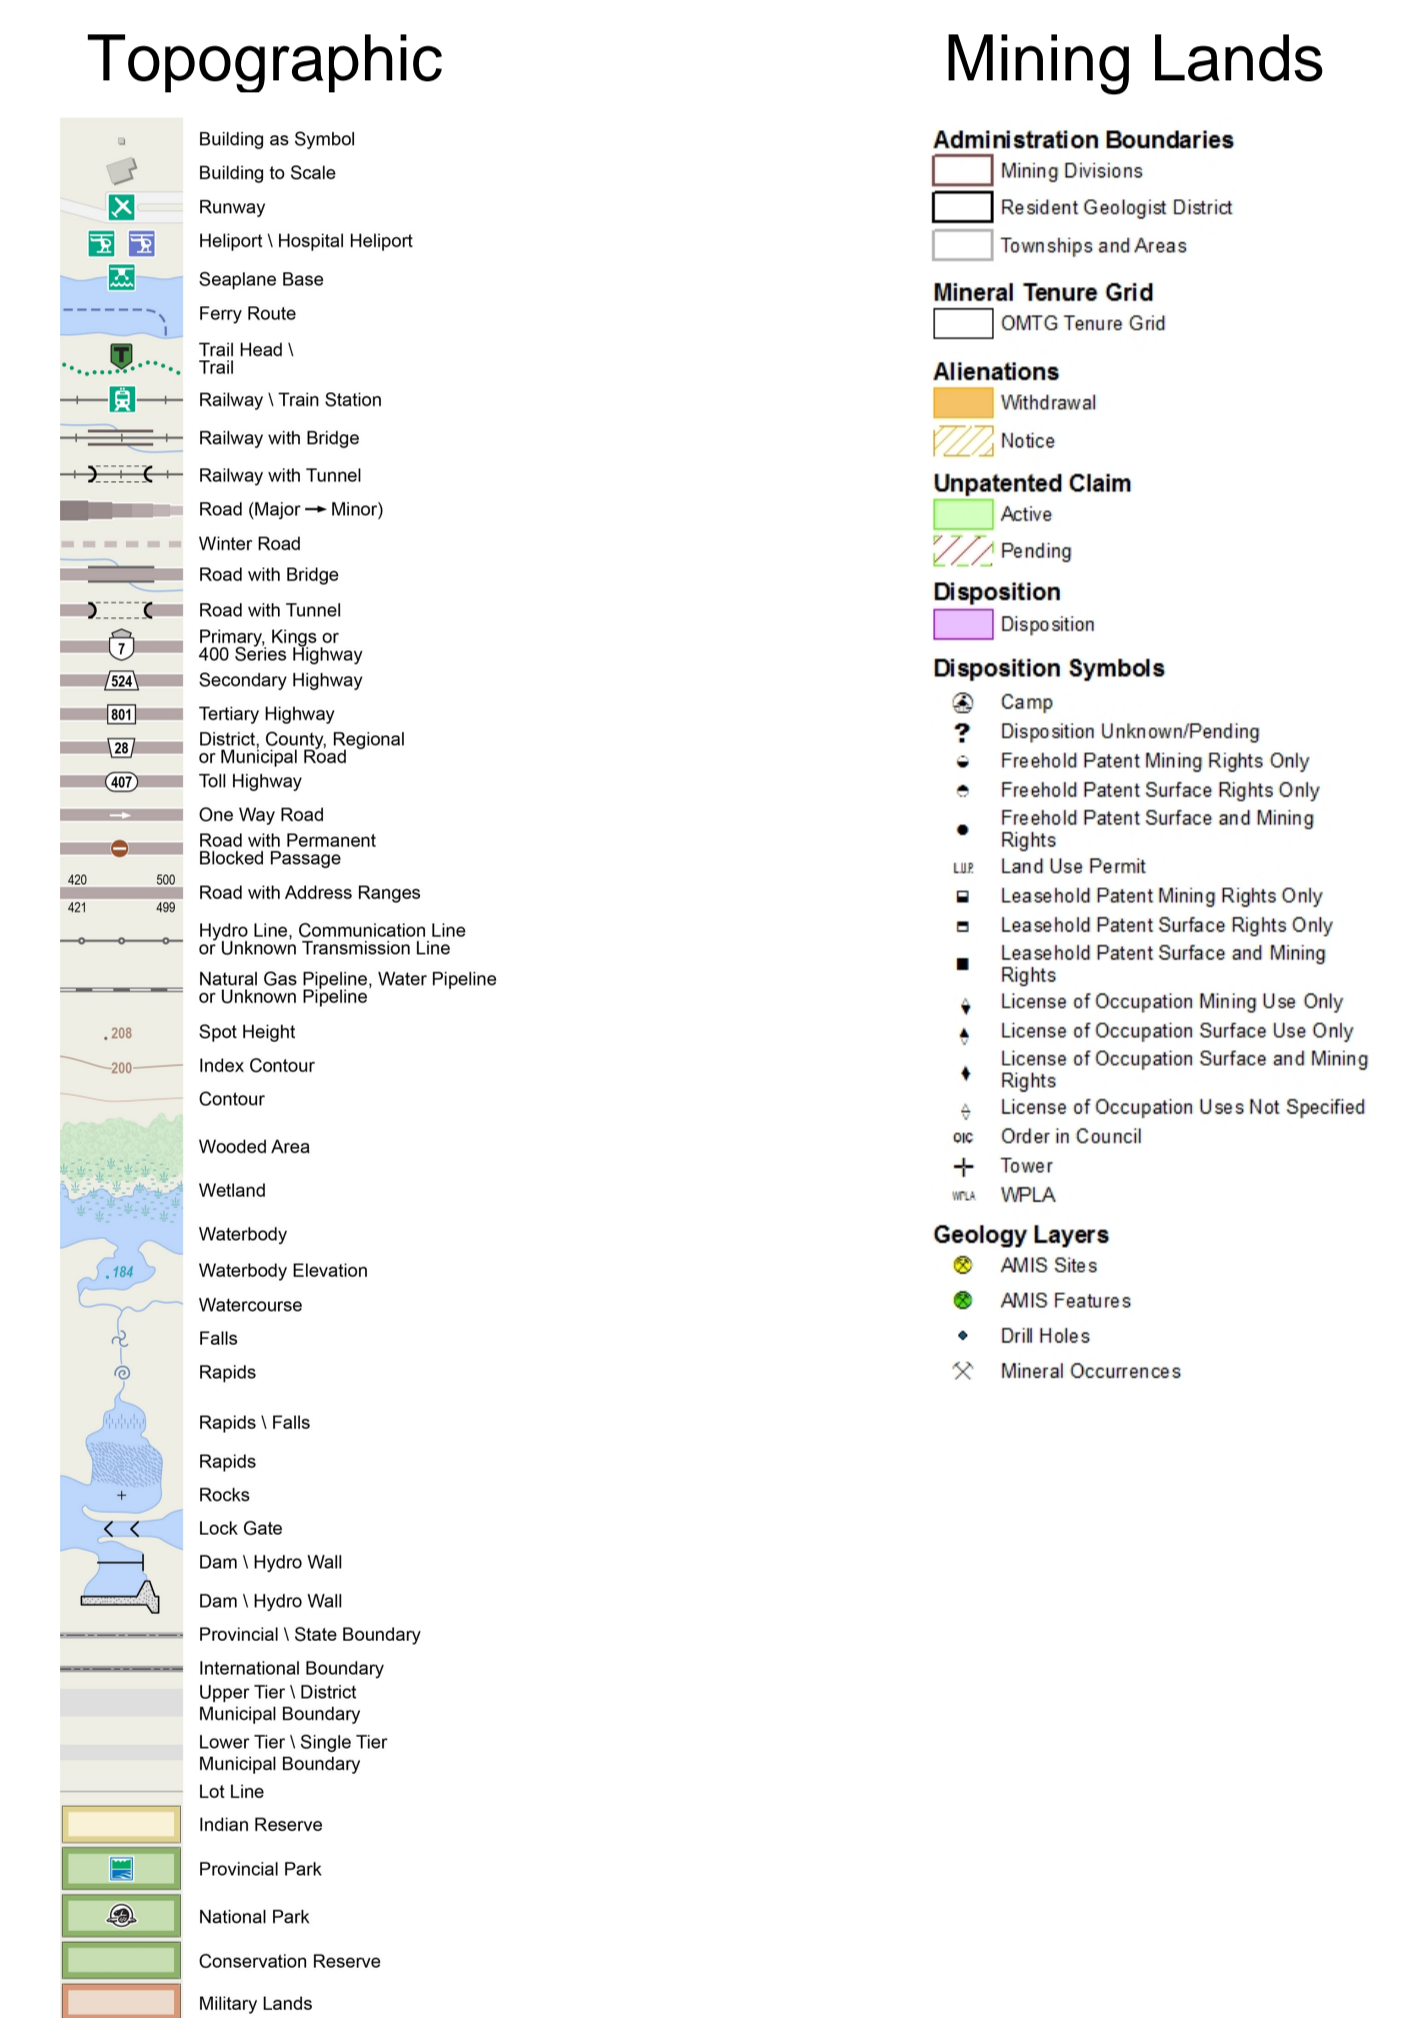 Topographic
Building as Symbol
Building to Scale
Runway
Heliport \ Hospital Heliport
Seaplane Base
Ferry Route
T
Trail Head \
Trail
Railway \ Train Station
Railway with Bridge
Railway with Tunnel
Road (Major → Minor)
Winter Road
Road with Bridge
Road with Tunnel
7
Primary, Kings or
400 Series Highway
524
Secondary Highway
801
Tertiary Highway
28
District, County, Regional
or Municipal Road
407
Toll Highway
One Way Road
Road with Permanent
Blocked Passage
420 500
Road with Address Ranges
421 499
Hydro Line, Communication Line
or Unknown Transmission Line
Natural Gas Pipeline, Water Pipeline
or Unknown Pipeline
.208
Spot Height
200
Index Contour
Contour
Wooded Area
Wetland
Waterbody
.184
Waterbody Elevation
Watercourse
Falls
Rapids
Rapids \ Falls
Rapids
Rocks
Lock Gate
Dam \ Hydro Wall
Dam \ Hydro Wall
Provincial \ State Boundary
International Boundary
Upper Tier \ District
Municipal Boundary
Lower Tier \ Single Tier
Municipal Boundary
Lot Line
Indian Reserve
Provincial Park
National Park
Conservation Reserve
Military Lands
Mining Lands
Administration Boundaries
Mining Divisions
Resident Geologist District
Townships and Areas
Mineral Tenure Grid
OMTG Tenure Grid
Alienations
Withdrawal
Notice
Unpatented Claim
Active
Pending
Disposition
Disposition
Disposition Symbols
Camp
? Disposition Unknown/Pending
Freehold Patent Mining Rights Only
Freehold Patent Surface Rights Only
Freehold Patent Surface and Mining
Rights
L.U.P. Land Use Permit
Leasehold Patent Mining Rights Only
Leasehold Patent Surface Rights Only
Leasehold Patent Surface and Mining
Rights
License of Occupation Mining Use Only
License of Occupation Surface Use Only
License of Occupation Surface and Mining
Rights
License of Occupation Uses Not Specified
OIC Order in Council
Tower
WPLA WPLA
Geology Layers
AMIS Sites
AMIS Features
Drill Holes
Mineral Occurrences